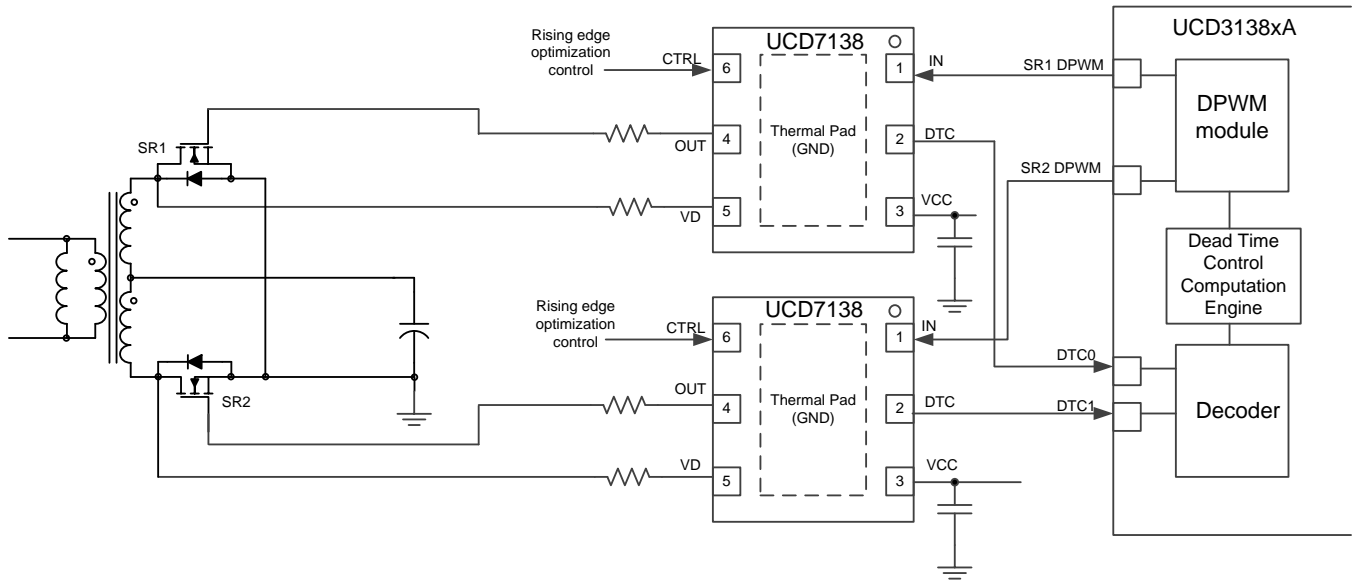 UCD3138xA
UCD7138
Rising edge
optimization
control
CTRL
6
1
IN
SR1 DPWM
DPWM
module
SR1
Thermal Pad
(GND)
4
OUT
2
DTC
SR2 DPWM
5
VD
3
VCC
Dead Time
Control
Computation
Engine
UCD7138
Rising edge
optimization
control
CTRL
6
1
IN
DTC0
SR2
OUT
4
Thermal Pad
(GND)
2
DTC
DTC1
Decoder
VD
5
3
VCC